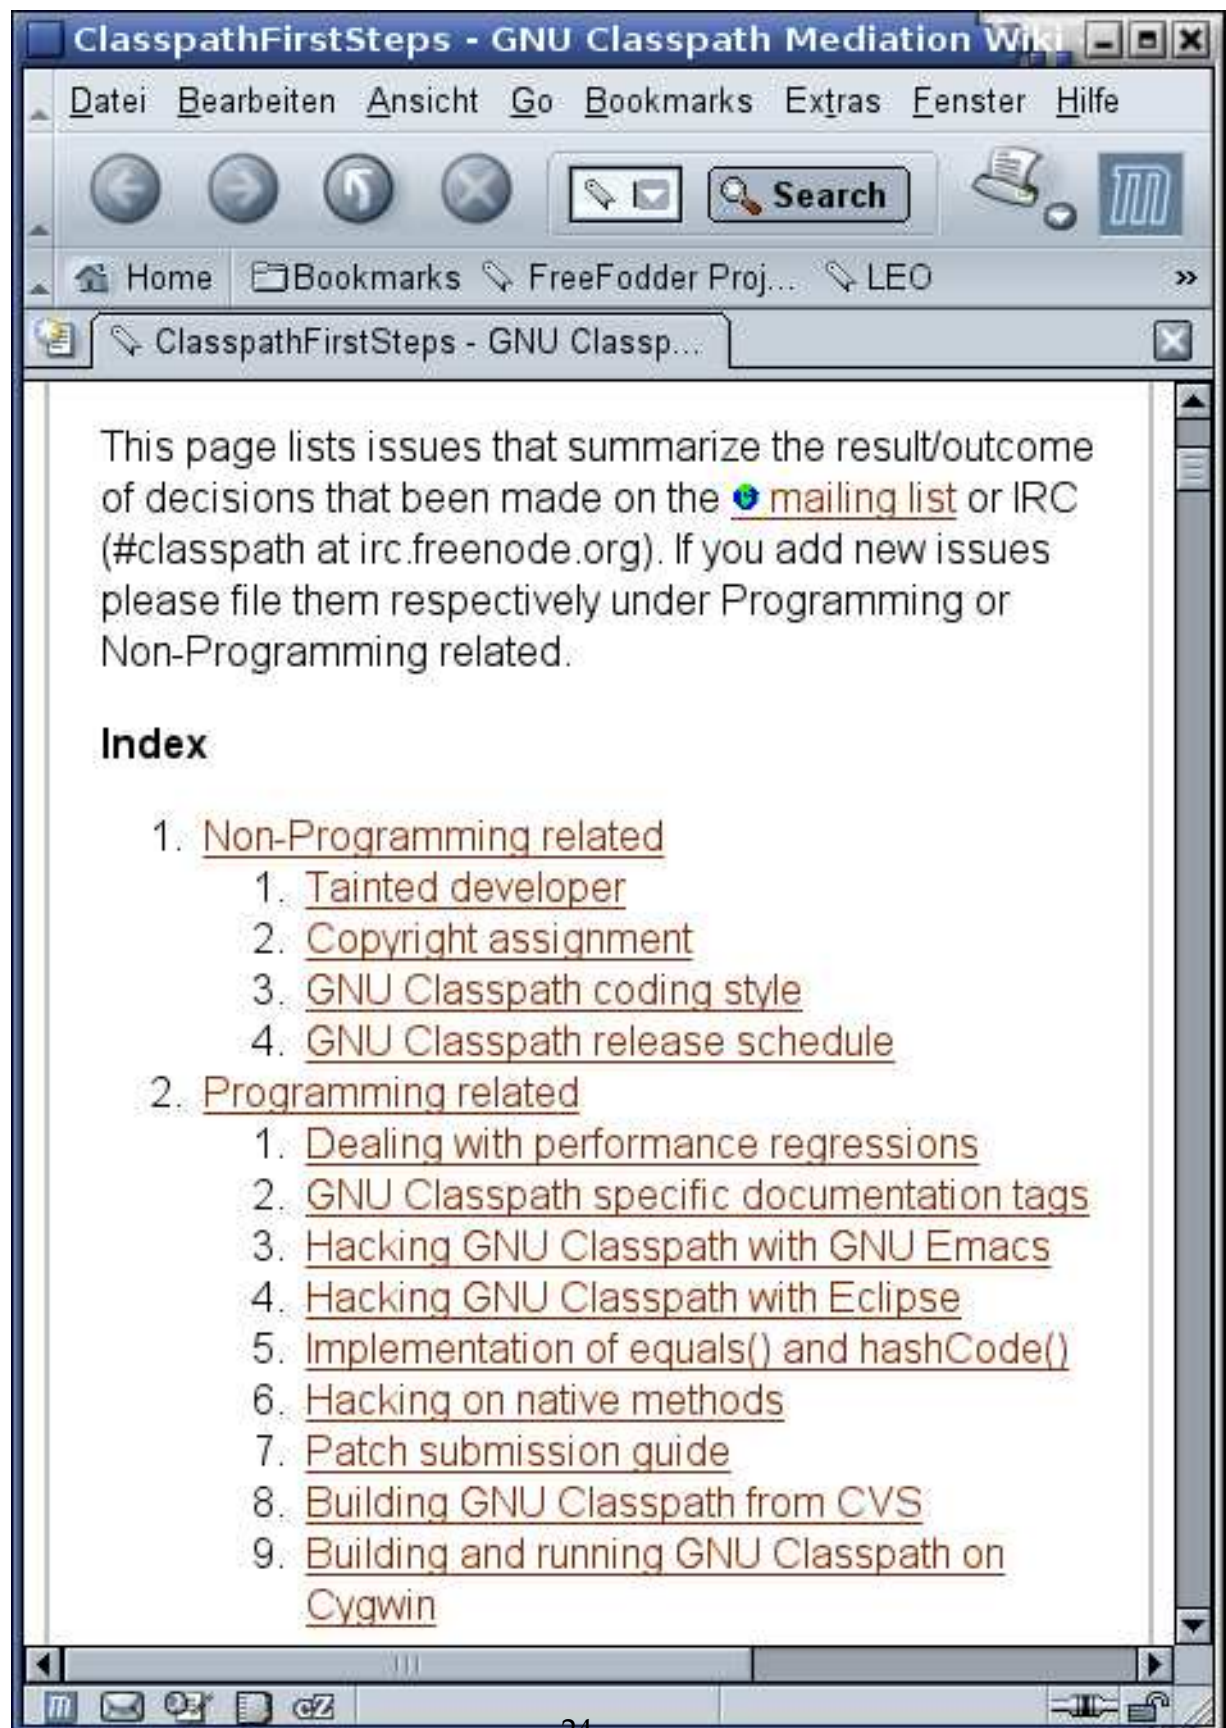 ClasspathFirstSteps - GNU Classpath Mediation Wiki
Datei Bearbeiten Ansicht Go Bookmarks Extras Fenster Hilfe
Search
Home Bookmarks FreeFodder Proj... LEO »
ClasspathFirstSteps - GNU Classp...
This page lists issues that summarize the result/outcome
of decisions that been made on the mailing list or IRC
(#classpath at irc.freenode.org). If you add new issues
please file them respectively under Programming or
Non-Programming related.
Index
1. Non-Programming related
1. Tainted developer
2. Copyright assignment
3. GNU Classpath coding style
4. GNU Classpath release schedule
2. Programming related
1. Dealing with performance regressions
2. GNU Classpath specific documentation tags
3. Hacking GNU Classpath with GNU Emacs
4. Hacking GNU Classpath with Eclipse
5. Implementation of equals() and hashCode()
6. Hacking on native methods
7. Patch submission guide
8. Building GNU Classpath from CVS
9. Building and running GNU Classpath on
Cygwin
cZ